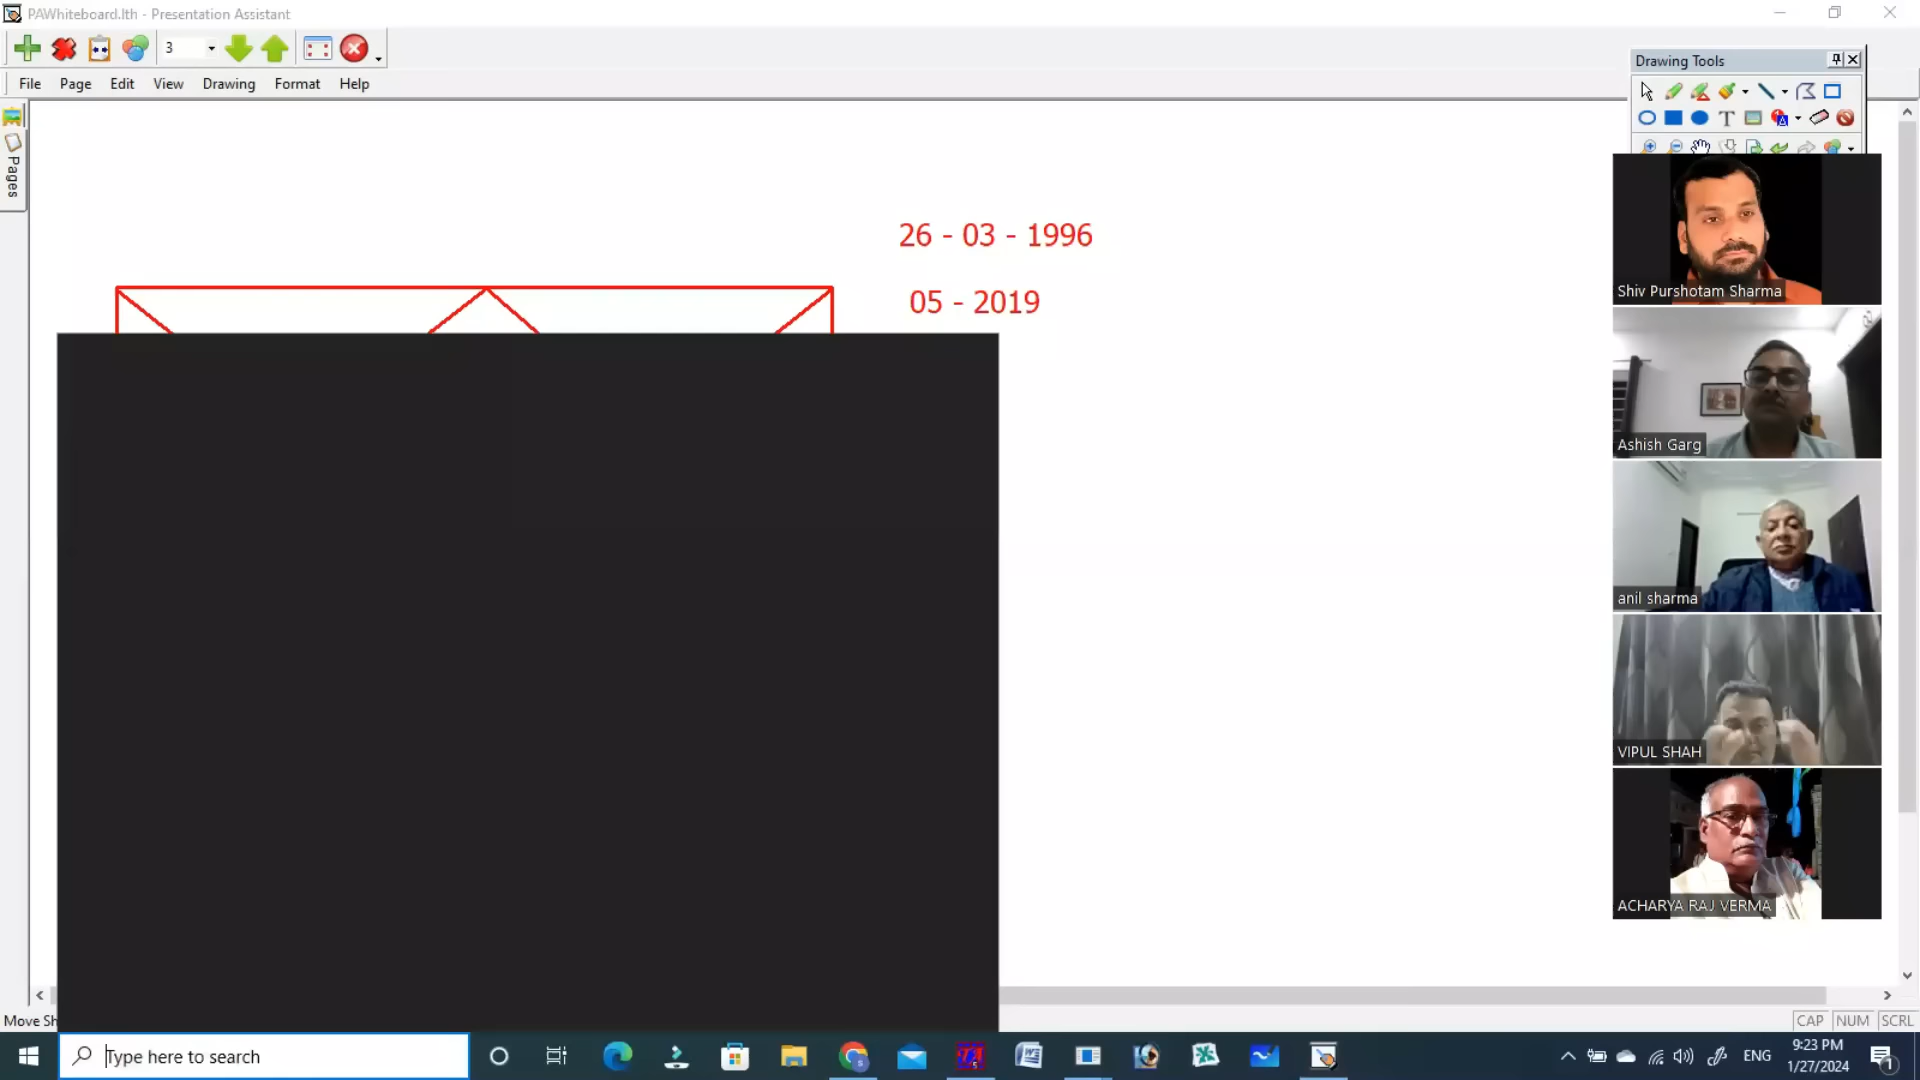 PAWhiteboard.lth - Presentation Assistant
3
File Page Edit View Drawing Format Help
Drawing Tools
Pages
26 - 03 - 1996
05 - 2019
Shiv Purshotam Sharma
Ashish Garg
anil sharma
VIPUL SHAH
ACHARYA RAJ VERMA
Move Sh
CAP NUM SCRL
Type here to search
ENG
9:23 PM
1/27/2024
1